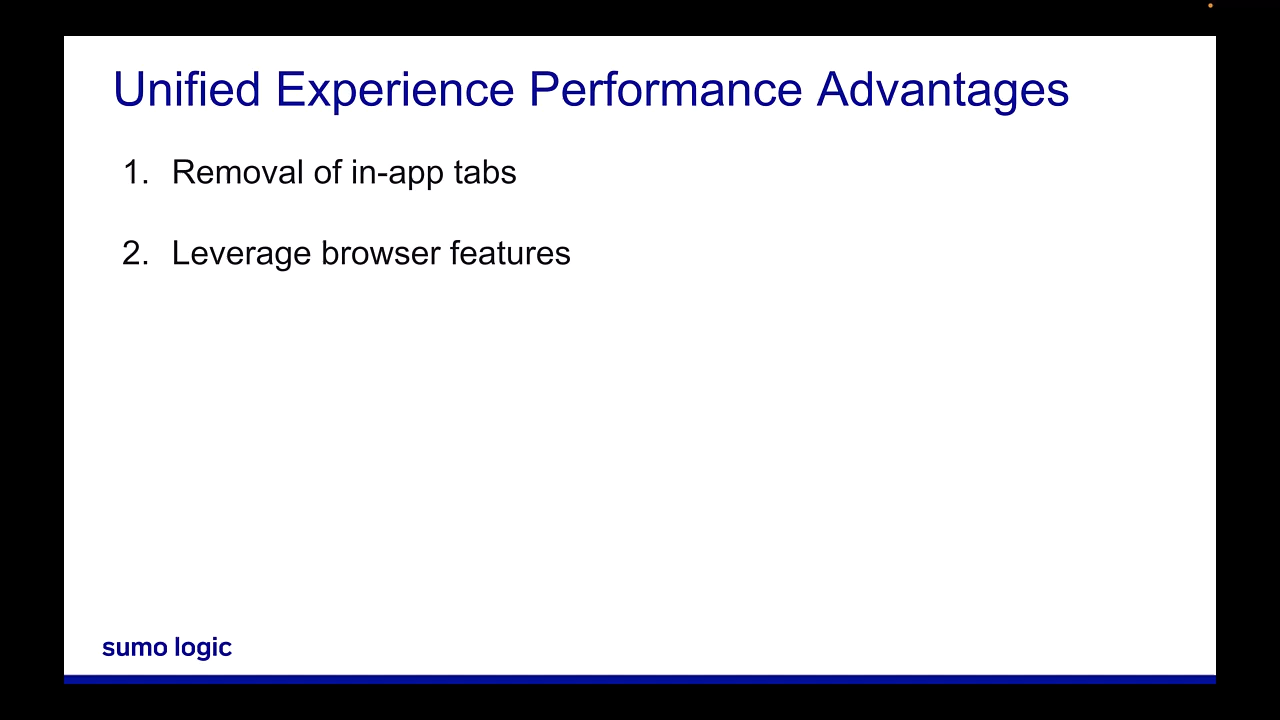 Unified Experience Performance Advantages
1. Removal of in-app tabs
2. Leverage browser features
sumo logic